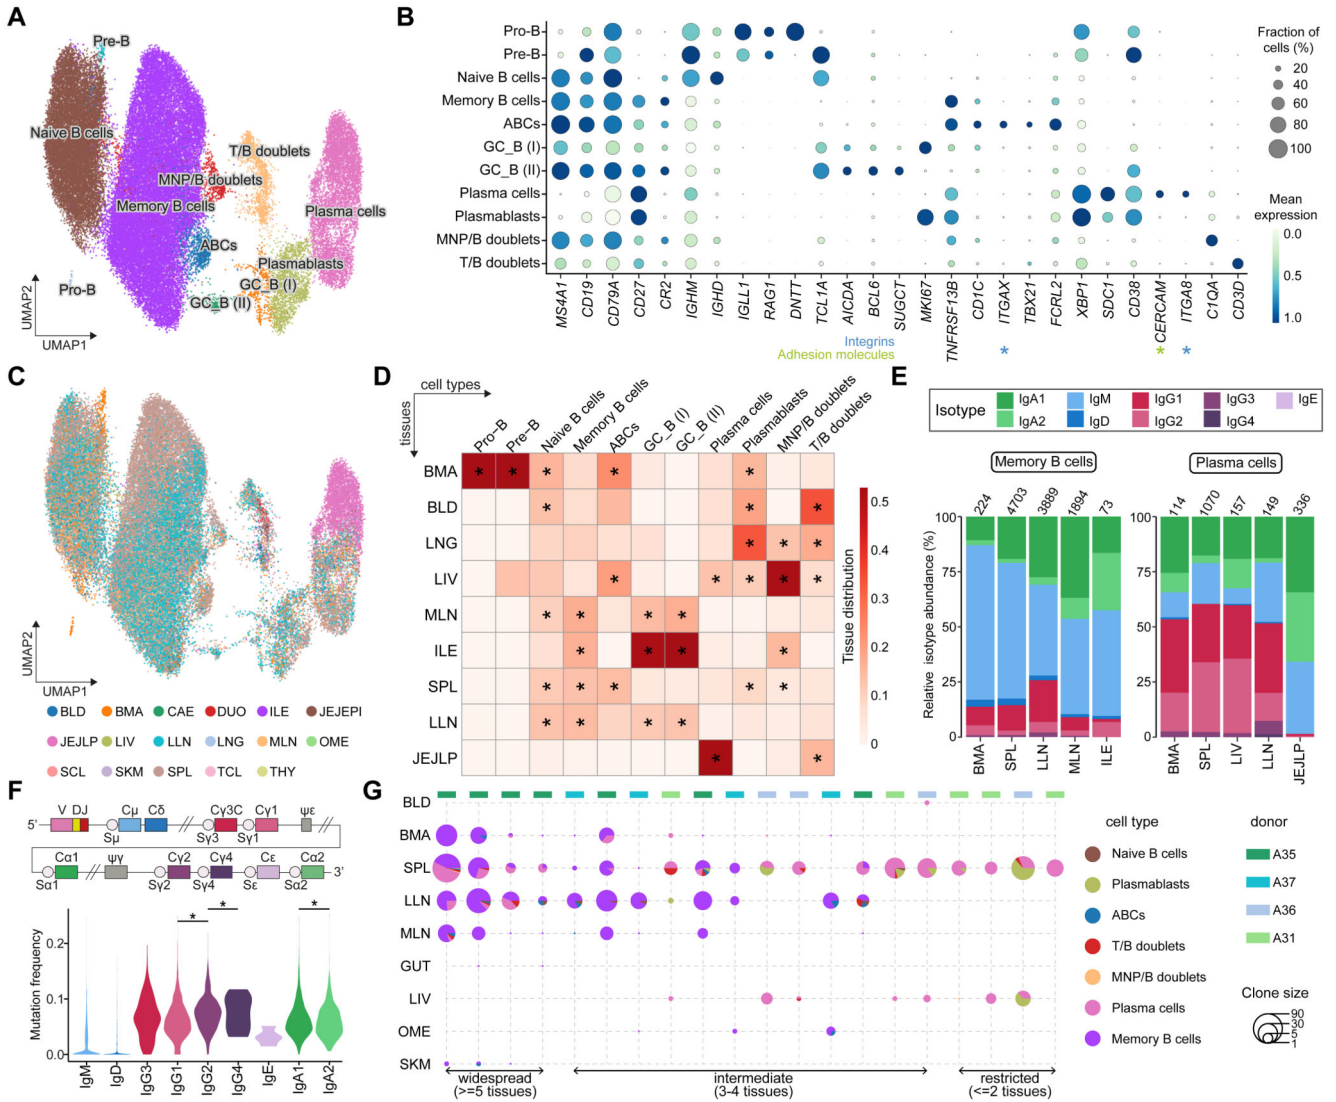 A
Pre-B
Naive B cells
T/B doublets
MNP/B doublets
Memory B cells
Plasma cells
ABCs
Plasmablasts
Pro-B
GC_B (I)
GC_B (II)
UMAP2
UMAP1
B
Pro-B
Pre-B
Naive B cells
Memory B cells
ABCs
GC_B (I)
GC_B (II)
Plasma cells
Plasmablasts
MNP/B doublets
T/B doublets
MS4A1
CD19
CD79A
CD27
CR2
IGHM
IGHD
IGLL1
RAG1
DNTT
TCL1A
AICDA
BCL6
SUGCT
MKI67
TNFRSF13B
CD1C
ITGAX
TBX21
FCRL2
XBP1
SDC1
CD38
CERCAM
ITGA8
C1QA
CD3D
Integrins * *
Adhesion molecules *
Fraction of
cells (%)
20
40
60
80
100
Mean
expression
0.0
0.5
1.0
C
UMAP2
UMAP1
BLD BMA CAE DUO ILE JEJEPI
JEJLP LIV LLN LNG MLN OME
SCL SKM SPL TCL THY
D
cell types
tissues
Pro-B
Pre-B
Naive B cells
Memory B cells
ABCs
GC_B (I)
GC_B (II)
Plasma cells
Plasmablasts
MNP/B doublets
T/B doublets
BMA * * * * *
BLD * * *
LNG * * *
LIV * * * * *
MLN * * * *
ILE * * * *
SPL * * * * *
LLN * * * *
JEJLP * *
Tissue distribution
0.5
0.4
0.3
0.2
0.1
0
E
Isotype
IgA1 IgM IgG1 IgG3 IgE
IgA2 IgD IgG2 IgG4
Memory B cells
224 4703 3889 1894 73
Relative isotype abundance (%)
100
75
50
25
0
BMA SPL LLN MLN ILE
Plasma cells
114 1070 157 149 336
100
75
50
25
0
BMA SPL LIV LLN JEJLP
F
V DJ Cμ Cδ Cγ3C Cγ1 ψε
5' Sμ // Sγ3 Sγ1 //
Cα1 ψγ Cγ2 Cγ4 Cε Cα2
Sα1 // Sγ2 Sγ4 Sε Sα2 3'
Mutation frequency
0.2
0.1
0.0
* * *
IgM IgD IgG3 IgG1 IgG2 IgG4 IgE IgA1 IgA2
G
BLD
BMA
SPL
LLN
MLN
GUT
LIV
OME
SKM
widespread
(>=5 tissues)
intermediate
(3-4 tissues)
restricted
(<=2 tissues)
cell type
Naive B cells
Plasmablasts
ABCs
T/B doublets
MNP/B doublets
Plasma cells
Memory B cells
donor
A35
A37
A36
A31
Clone size
90
30
5
1